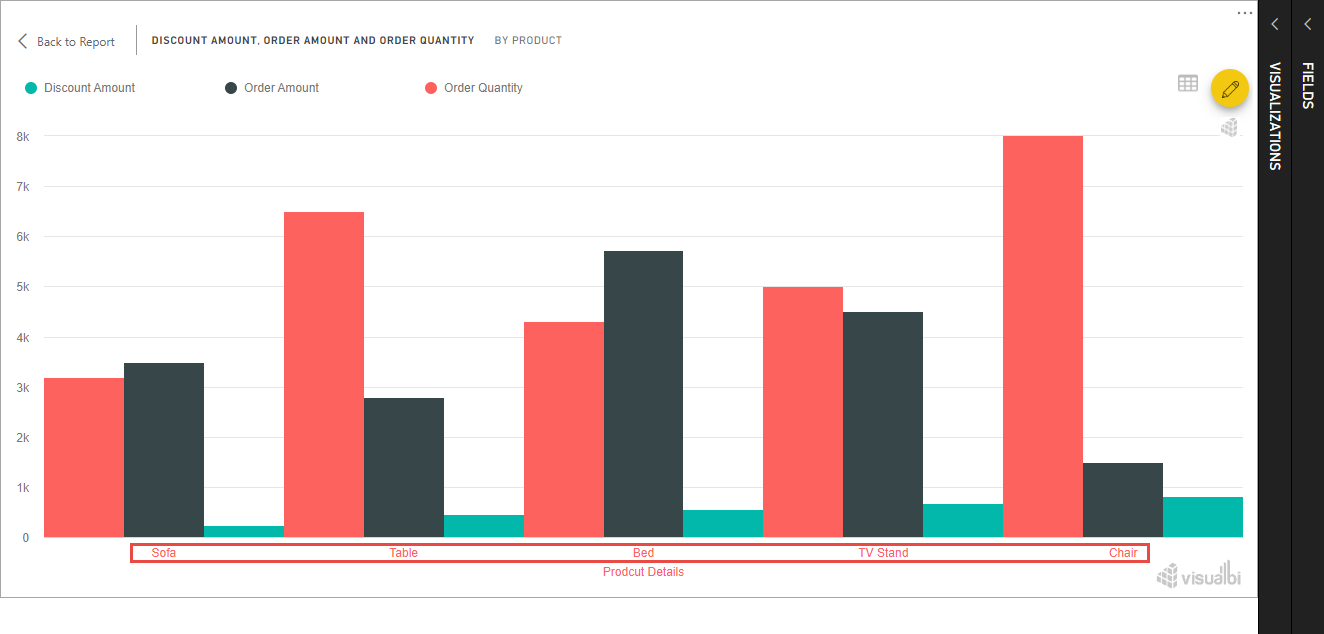 Back to Report
DISCOUNT AMOUNT, ORDER AMOUNT AND ORDER QUANTITY BY PRODUCT
Discount Amount Order Amount Order Quantity
8k
7k
6k
5k
4k
3k
2k
1k
0
Sofa Table Bed TV Stand Chair
Prodcut Details
visualbi
VISUALIZATIONS
FIELDS